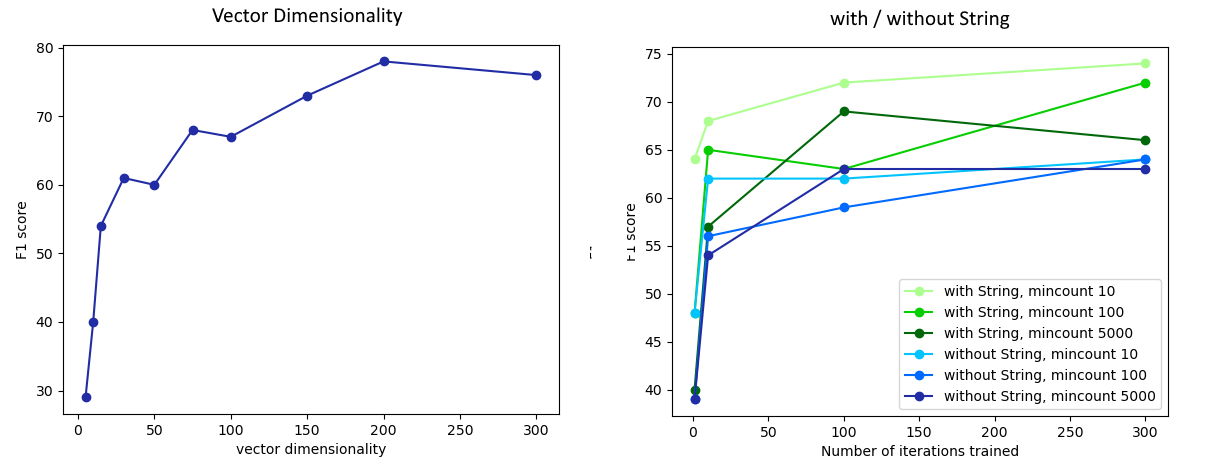 Vector Dimensionality
80
70
60
50
40
30
F1 score
0 50 100 150 200 250 300
vector dimensionality
with / without String
75
70
65
60
55
50
45
40
F1 score
with String, mincount 10
with String, mincount 100
with String, mincount 5000
without String, mincount 10
without String, mincount 100
without String, mincount 5000
0 50 100 150 200 250 300
Number of iterations trained